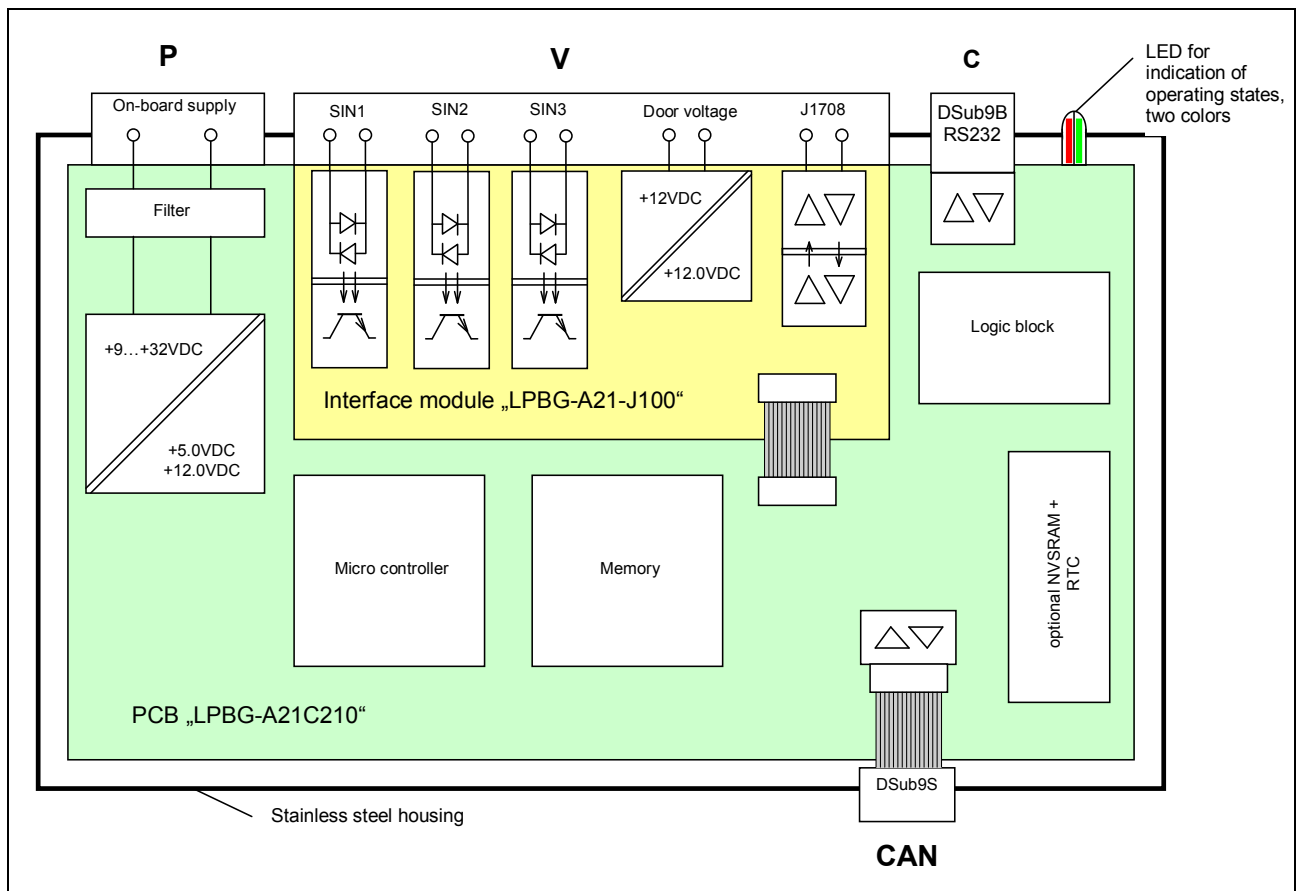 P
V
C
LED for
indication of
operating states,
two colors
On-board supply
SIN1
SIN2
SIN3
Door voltage
J1708
DSub9B
RS232
Filter
+12VDC
+12.0VDC
+9…+32VDC
+5.0VDC
+12.0VDC
Logic block
Interface module „LPBG-A21-J100“
Micro controller
Memory
optional NVSRAM +
RTC
PCB „LPBG-A21C210“
DSub9S
Stainless steel housing
CAN